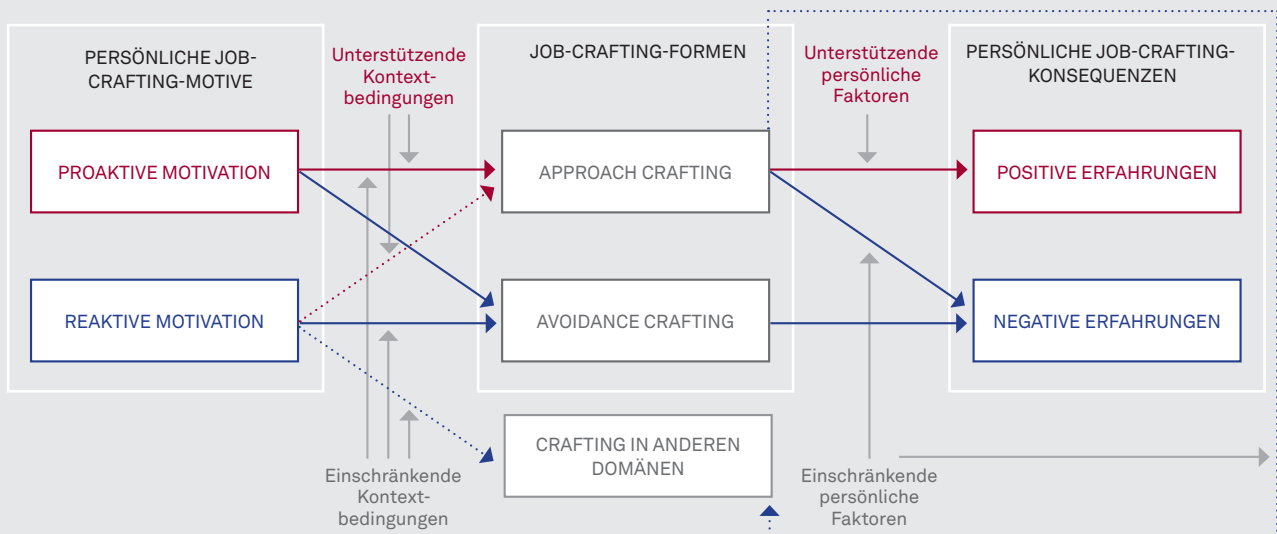 PERSÖNLICHE JOB-
CRAFTING-MOTIVE
Unterstützende
Kontext-
bedingungen
JOB-CRAFTING-FORMEN
Unterstützende
persönliche
Faktoren
PERSÖNLICHE JOB-CRAFTING-
KONSEQUENZEN
PROAKTIVE MOTIVATION
APPROACH CRAFTING
POSITIVE ERFAHRUNGEN
REAKTIVE MOTIVATION
AVOIDANCE CRAFTING
NEGATIVE ERFAHRUNGEN
CRAFTING IN ANDEREN
DOMÄNEN
Einschränkende
Kontext-
bedingungen
Einschränkende
persönliche
Faktoren